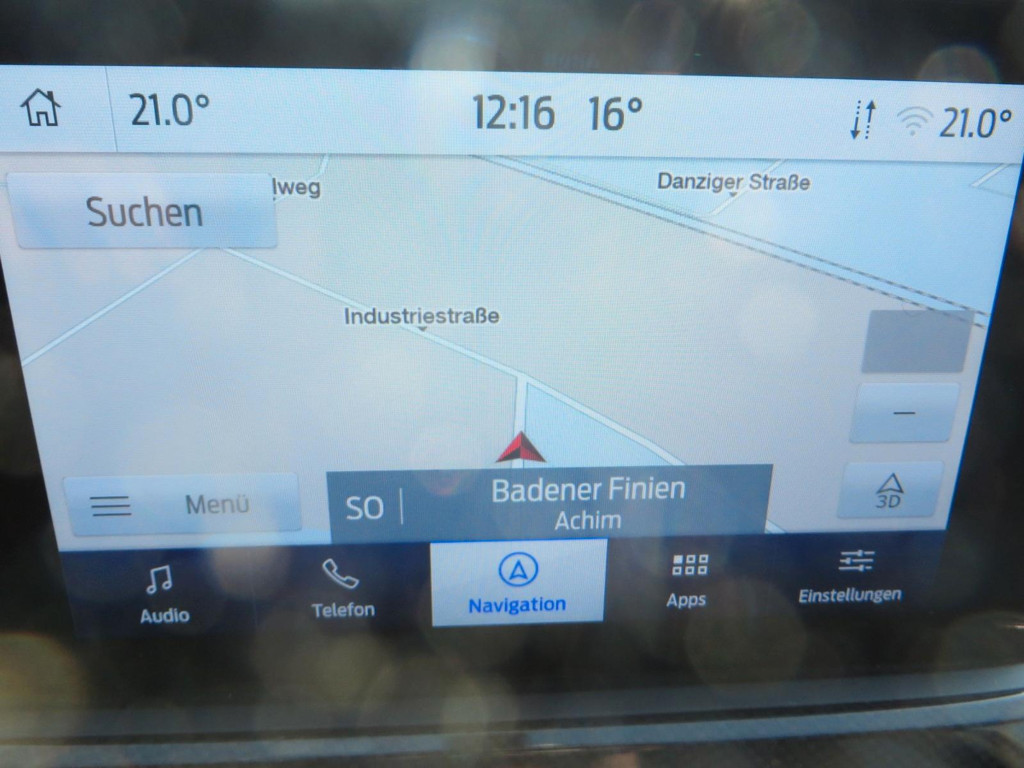 21.0° 12:16 16° 21.0°
Suchen
lweg
Danziger Straße
Industriestraße
3D
Menü
SO
Badener Finien
Achim
Audio
Telefon
Navigation
Apps
Einstellungen